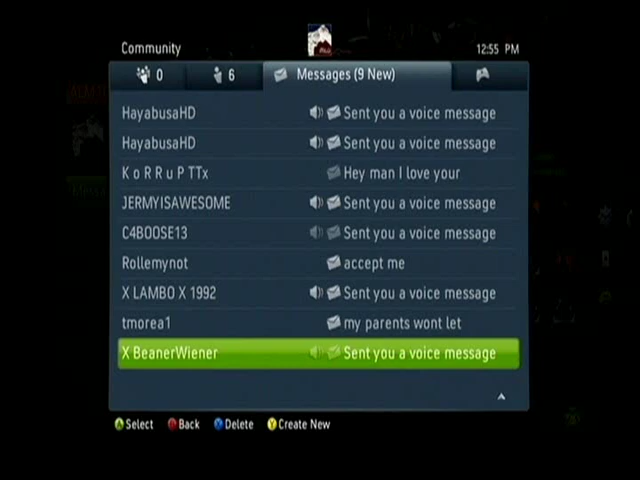 Community 12:55 PM
0 6 Messages (9 New)
HayabusaHD Sent you a voice message
HayabusaHD Sent you a voice message
K o R R u P TTx Hey man I love your
JERMYISAWESOME Sent you a voice message
C4BOOSE13 Sent you a voice message
Rollemynot accept me
X LAMBO X 1992 Sent you a voice message
tmorea1 my parents wont let
X BeanerWiener Sent you a voice message
A Select B Back X Delete Y Create New